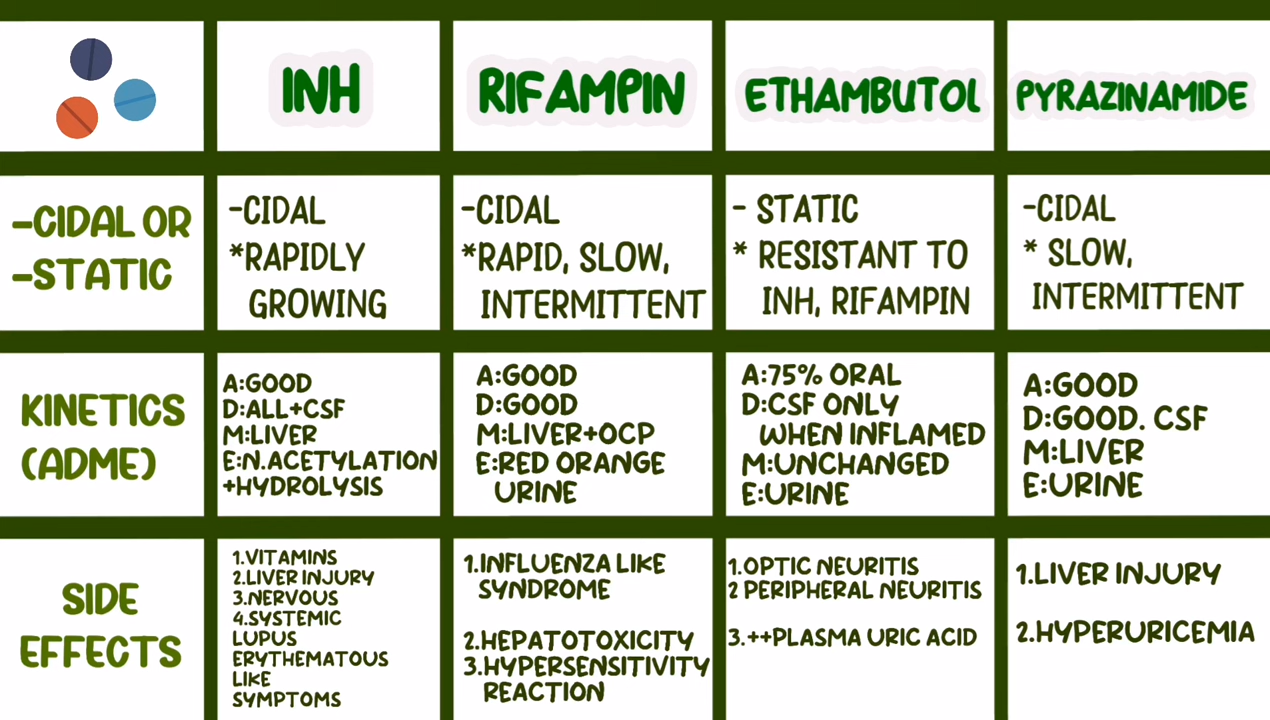 INH
RIFAMPIN
ETHAMBUTOL
PYRAZINAMIDE
-CIDAL OR
-STATIC
-CIDAL
*RAPIDLY
GROWING
-CIDAL
*RAPID, SLOW,
INTERMITTENT
- STATIC
* RESISTANT TO
INH, RIFAMPIN
-CIDAL
* SLOW,
INTERMITTENT
KINETICS
(ADME)
A:GOOD
D:ALL+CSF
M:LIVER
E:N.ACETYLATION
+HYDROLYSIS
A:GOOD
D:GOOD
M:LIVER+OCP
E:RED ORANGE
URINE
A:75% ORAL
D:CSF ONLY
WHEN INFLAMED
M:UNCHANGED
E:URINE
A:GOOD
D:GOOD. CSF
M:LIVER
E:URINE
SIDE
EFFECTS
1.VITAMINS
2.LIVER INJURY
3.NERVOUS
4.SYSTEMIC
LUPUS
ERYTHEMATOUS
LIKE
SYMPTOMS
1.INFLUENZA LIKE
SYNDROME
2.HEPATOTOXICITY
3.HYPERSENSITIVITY
REACTION
1.OPTIC NEURITIS
2 PERIPHERAL NEURITIS
3.++PLASMA URIC ACID
1.LIVER INJURY
2.HYPERURICEMIA